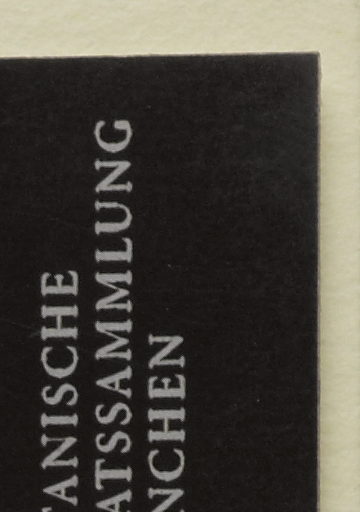 TANISCHE
ATSSAMMLUNG
NCHEN